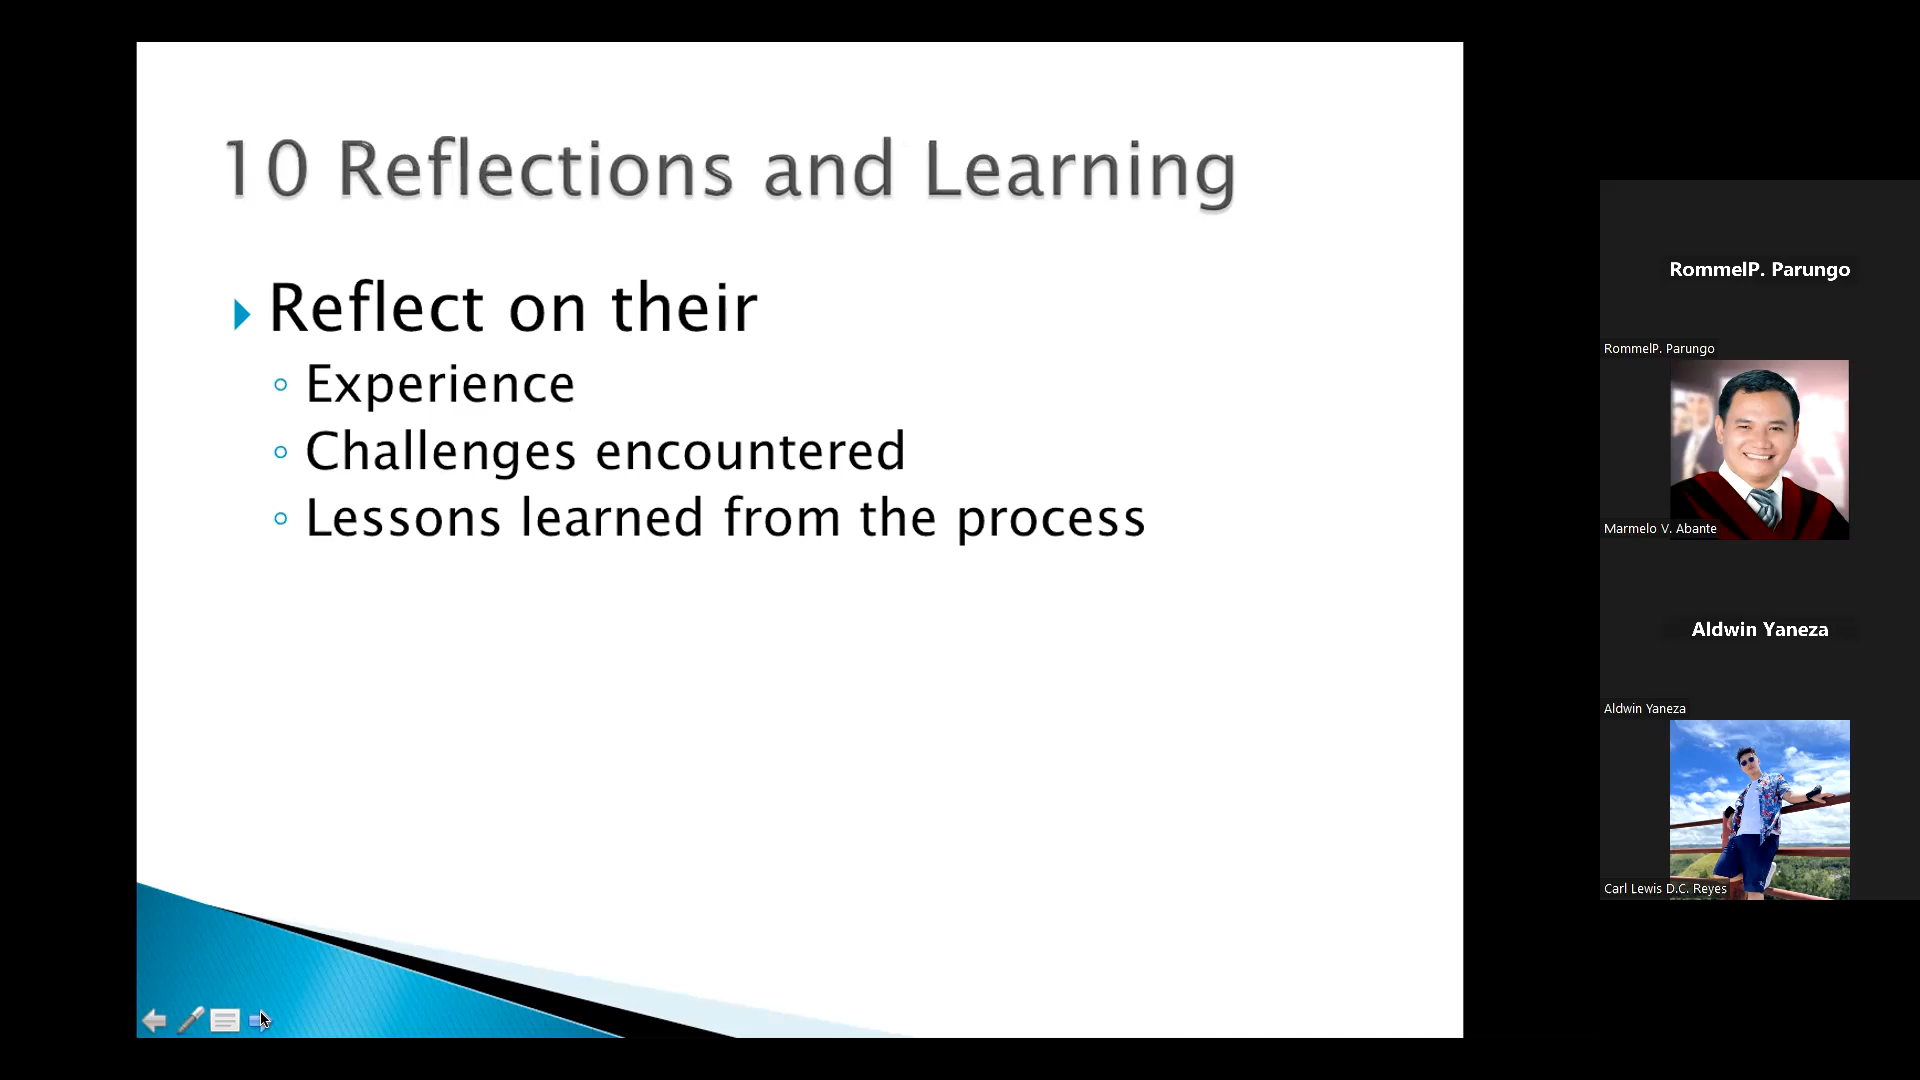 10 Reflections and Learning
Reflect on their
Experience
Challenges encountered
Lessons learned from the process
RommelP. Parungo
RommelP. Parungo
Marmelo V. Abante
Aldwin Yaneza
Aldwin Yaneza
Carl Lewis D.C. Reyes